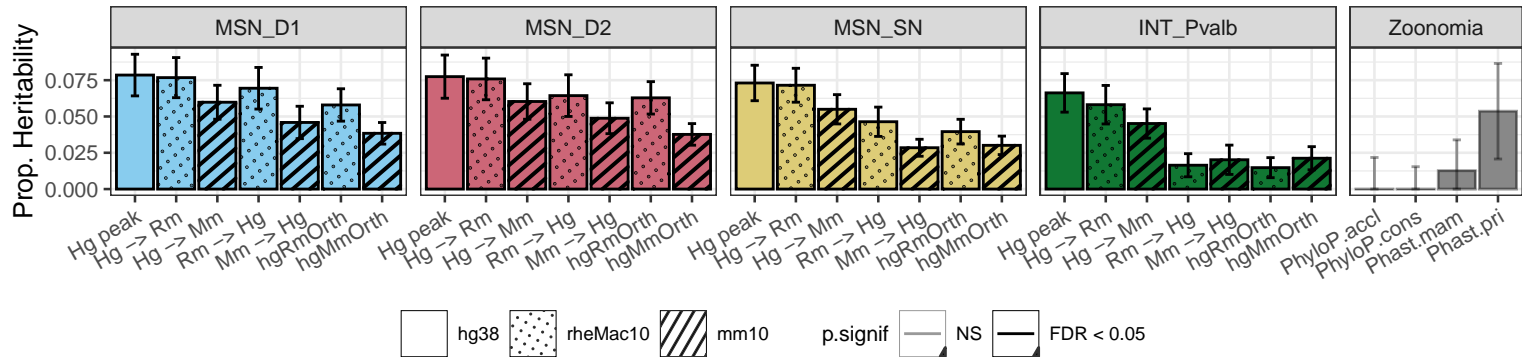 MSN_D1
MSN_D2
MSN_SN
INT_Pvalb
Zoonomia
Prop. Heritability
0.075
0.050
0.025
0.000
Hg peak
Hg −> Rm
Hg −> Mm
Rm −> Hg
Mm −> Hg
hgRmOrth
hgMmOrth
Hg peak
Hg −> Rm
Hg −> Mm
Rm −> Hg
Mm −> Hg
hgRmOrth
hgMmOrth
Hg peak
Hg −> Rm
Hg −> Mm
Rm −> Hg
Mm −> Hg
hgRmOrth
hgMmOrth
Hg peak
Hg −> Rm
Hg −> Mm
Rm −> Hg
Mm −> Hg
hgRmOrth
hgMmOrth
PhyloP.accl
PhyloP.cons
Phast.mam
Phast.pri
hg38 rheMac10 mm10 p.signif NS FDR < 0.05